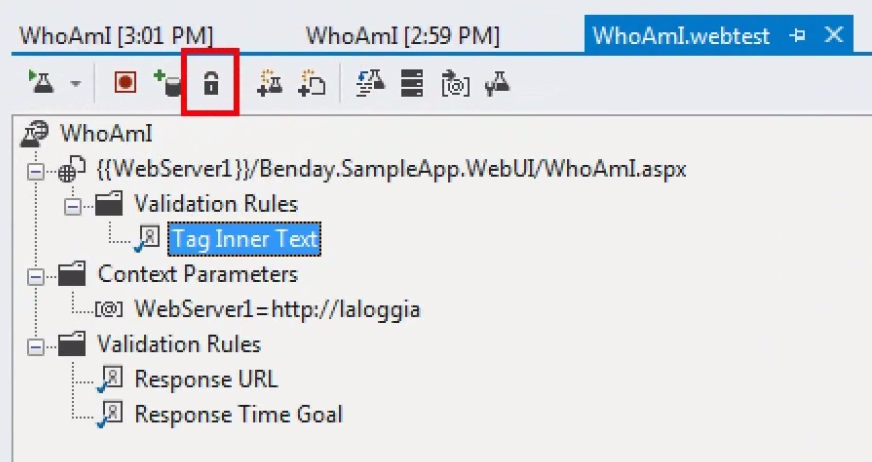 WhoAmI [3:01 PM] WhoAmI [2:59 PM] WhoAmI.webtest
WhoAmI
{{WebServer1}}/Benday.SampleApp.WebUI/WhoAmI.aspx
Validation Rules
Tag Inner Text
Context Parameters
WebServer1=http://laloggia
Validation Rules
Response URL
Response Time Goal